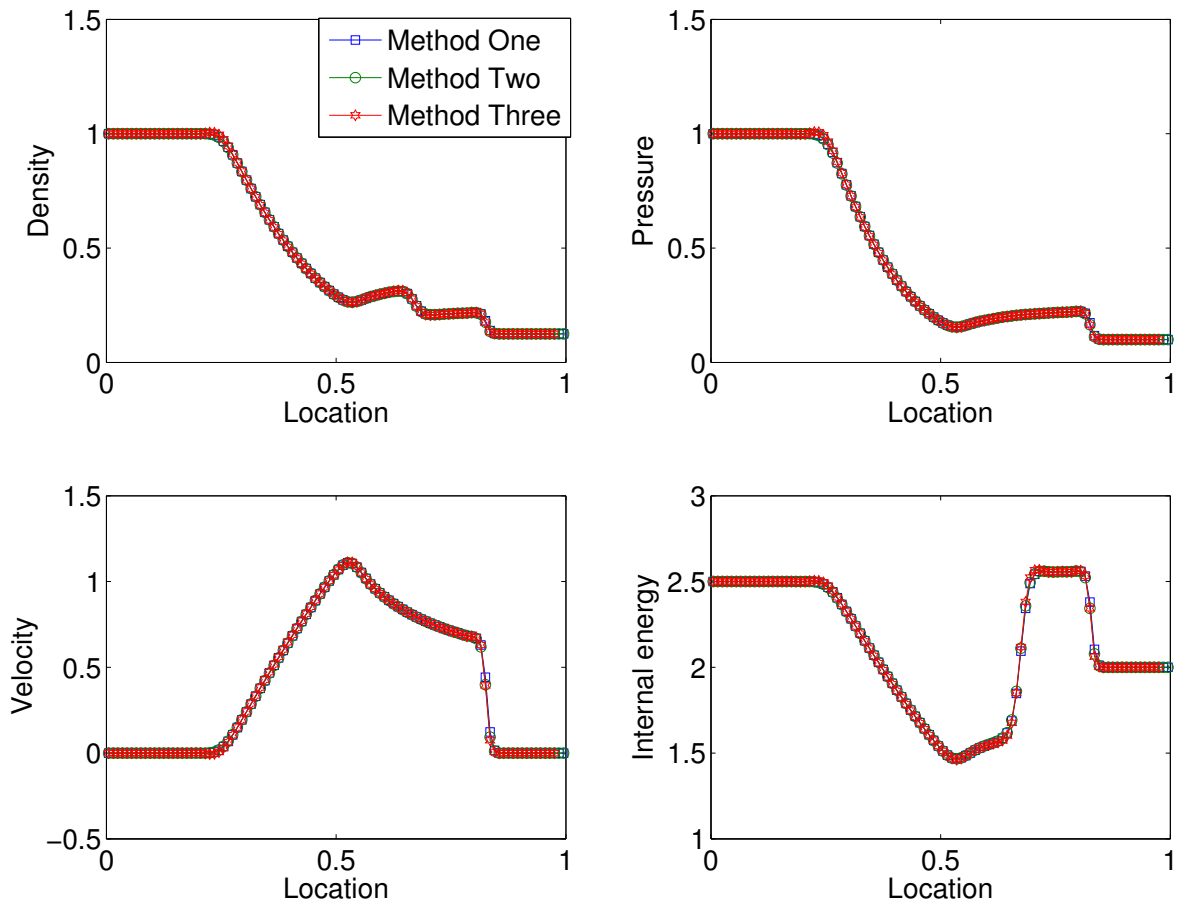 1.5
1
0.5
0
0 0.5 1
Density
Location
Method One
Method Two
Method Three
1.5
1
0.5
0
0 0.5 1
Pressure
Location
1.5
1
0.5
0
−0.5
0 0.5 1
Velocity
Location
3
2.5
2
1.5
1
0 0.5 1
Internal energy
Location